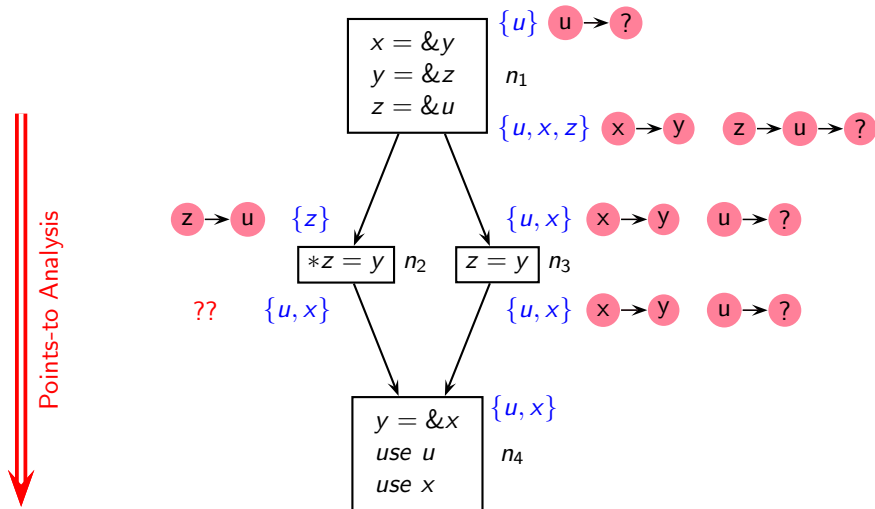 {u} u → ?
x = &y
y = &z
z = &u
n₁
{u, x, z} x → y z → u → ?
z → u {z}
{u, x} x → y u → ?
*z = y n₂
z = y n₃
?? {u, x}
{u, x} x → y u → ?
Points-to Analysis
{u, x}
y = &x
use u
use x
n₄